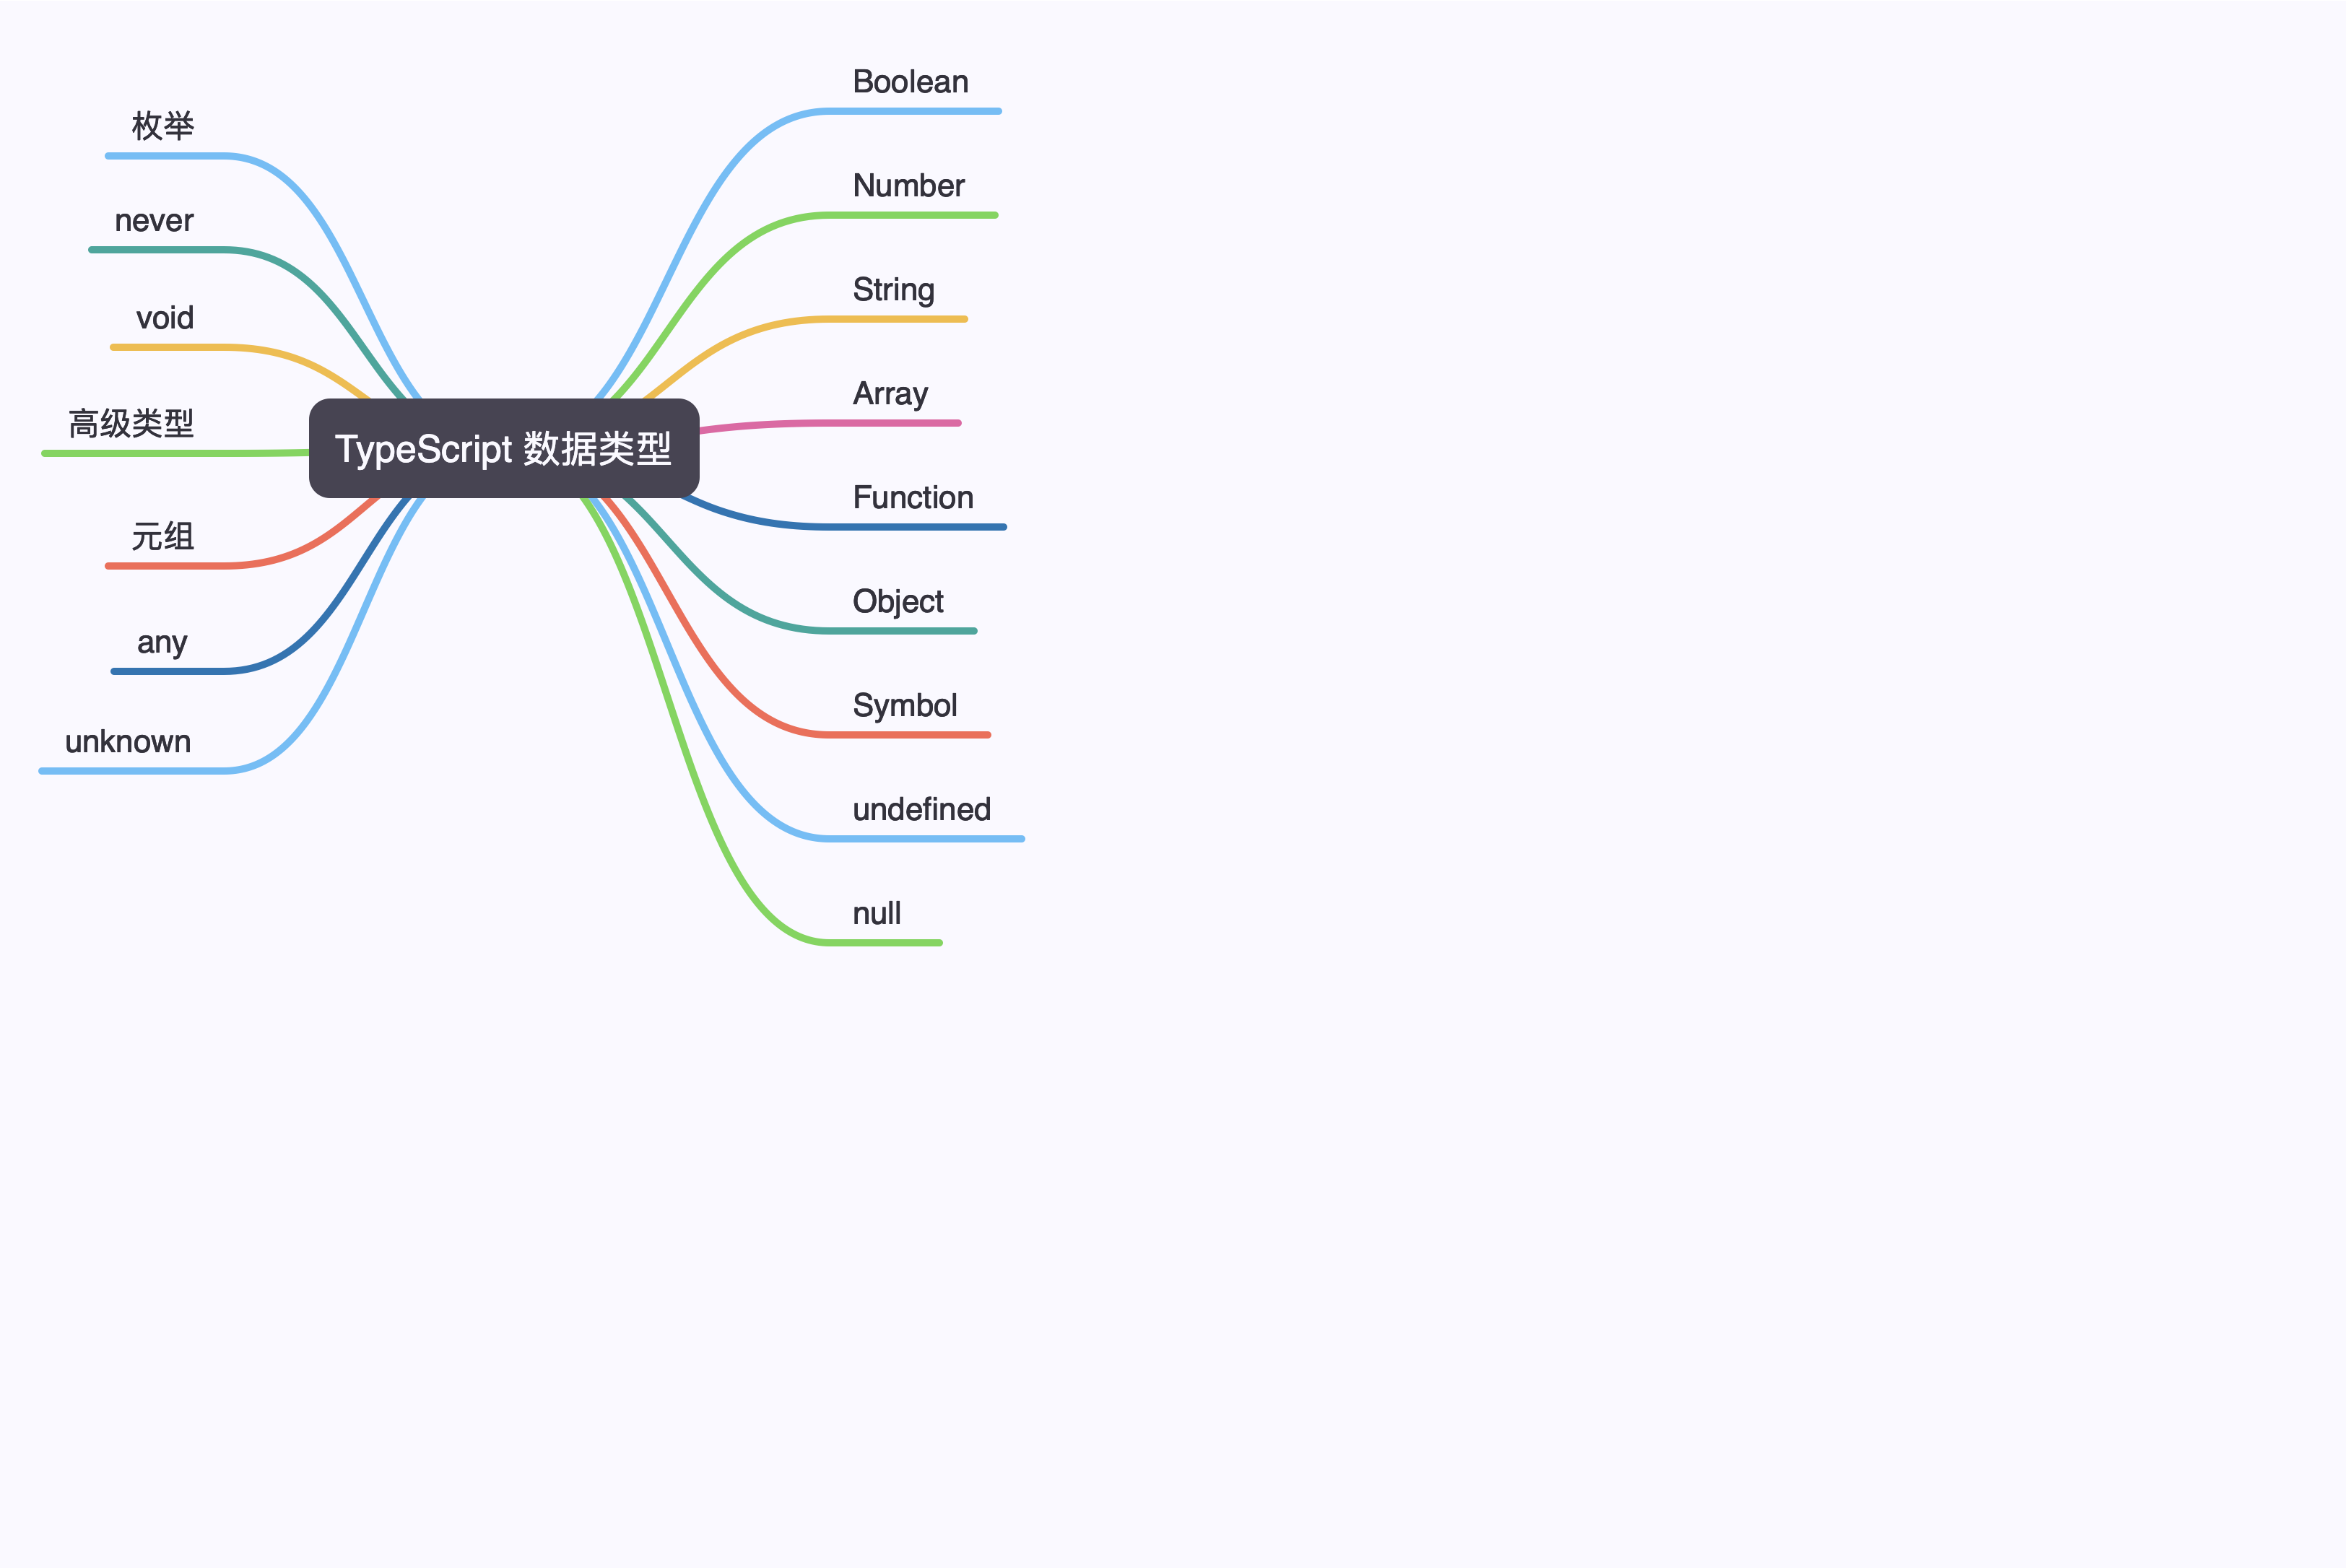 枚举
never
void
高级类型
元组
any
unknown
TypeScript 数据类型
Boolean
Number
String
Array
Function
Object
Symbol
undefined
null